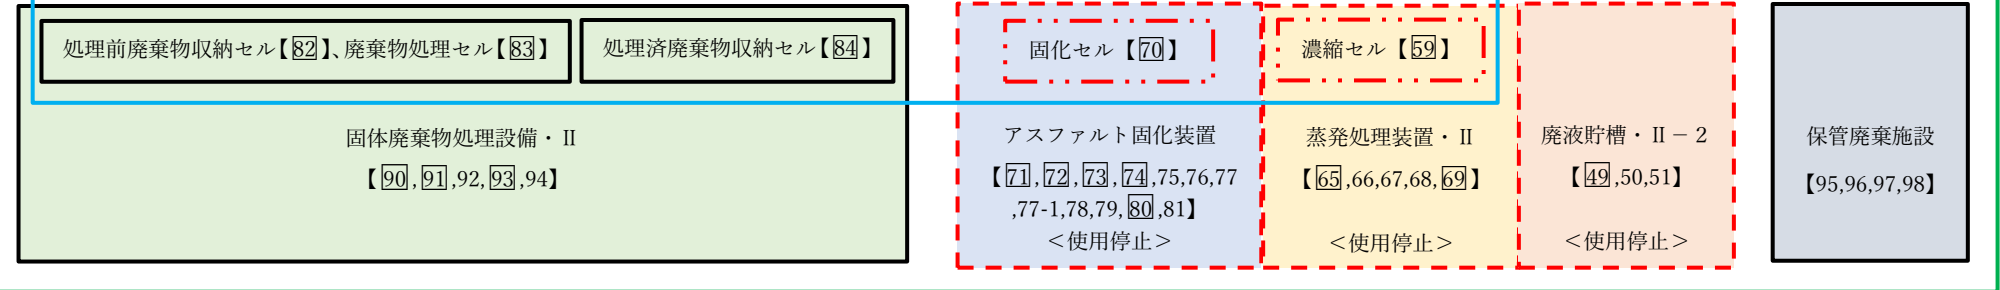 処理前廃棄物収納セル【82】、廃棄物処理セル【83】
処理済廃棄物収納セル【84】
固体廃棄物処理設備・Ⅱ
【90,91,92,93,94】
固化セル【70】
アスファルト固化装置
【71,72,73,74,75,76,77
,77-1,78,79,80,81】
<使用停止>
濃縮セル【59】
蒸発処理装置・Ⅱ
【65,66,67,68,69】
<使用停止>
廃液貯槽・Ⅱ－2
【49,50,51】
<使用停止>
保管廃棄施設
【95,96,97,98】